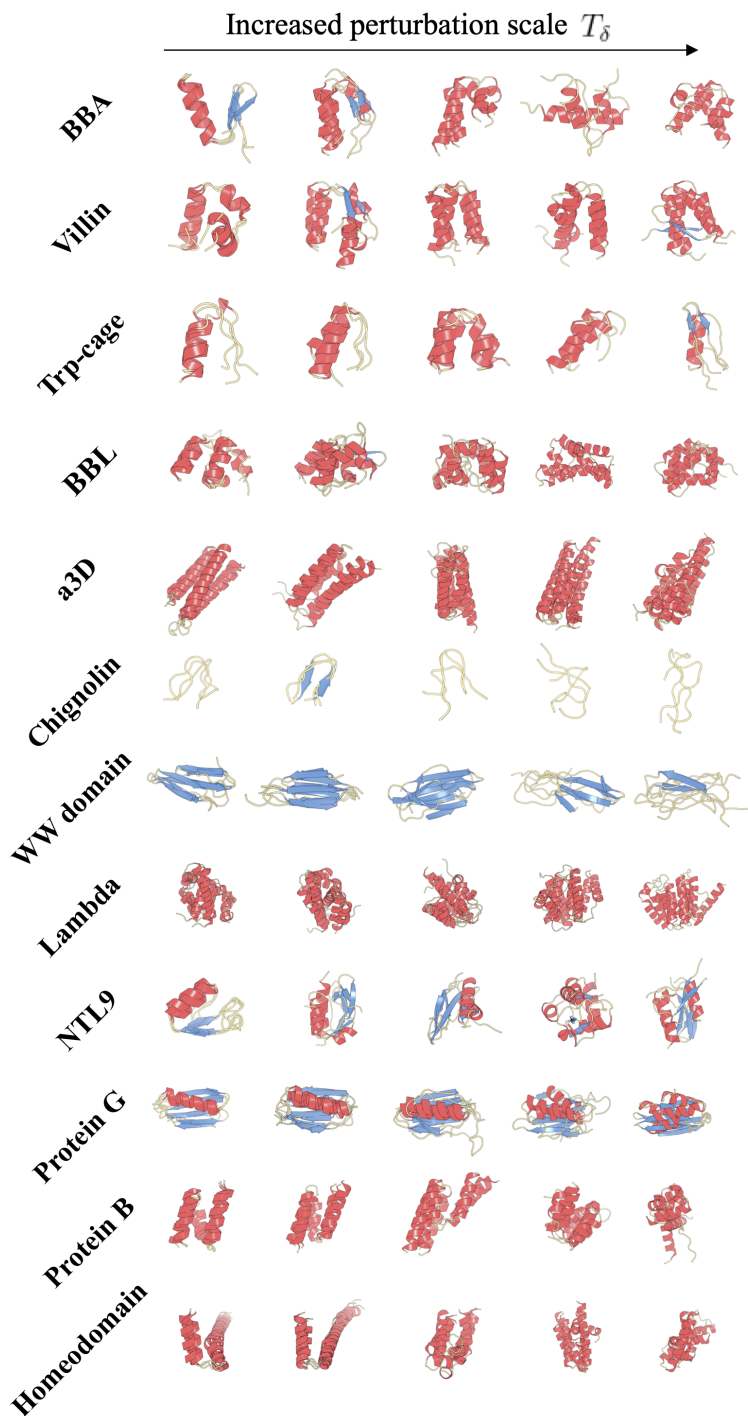 Increased perturbation scale T_δ
BBA
Villin
Trp-cage
BBL
a3D
Chignolin
WW domain
Lambda
NTL9
Protein G
Protein B
Homeodomain